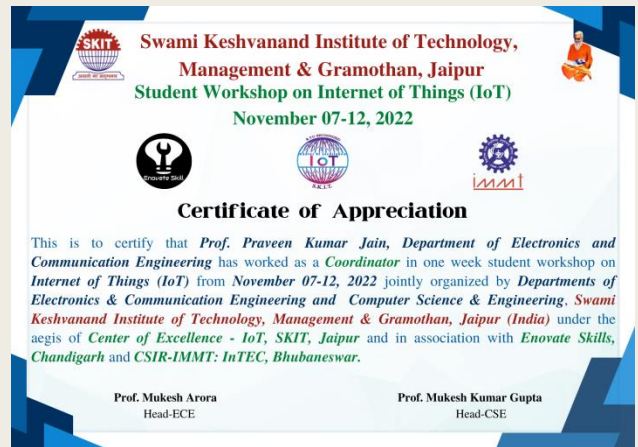 SKIT
Swami Keshvanand Institute of Technology,
Management & Gramothan, Jaipur
Student Workshop on Internet of Things (IoT)
November 07-12, 2022
Enovate Skill
IoT
S.K.I.T.
immt
Certificate of Appreciation
This is to certify that Prof. Praveen Kumar Jain, Department of Electronics and
Communication Engineering has worked as a Coordinator in one week student workshop on
Internet of Things (IoT) from November 07-12, 2022 jointly organized by Departments of
Electronics & Communication Engineering and Computer Science & Engineering, Swami
Keshvanand Institute of Technology, Management & Gramothan, Jaipur (India) under the
aegis of Center of Excellence - IoT, SKIT, Jaipur and in association with Enovate Skills,
Chandigarh and CSIR-IMMT: InTEC, Bhubaneswar.
Prof. Mukesh Arora
Prof. Mukesh Kumar Gupta
Head-ECE
Head-CSE